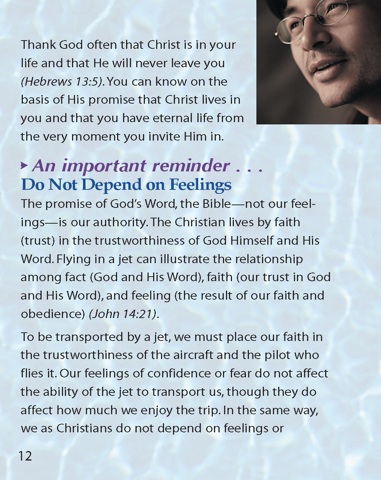 Thank God often that Christ is in your
life and that He will never leave you
(Hebrews 13:5). You can know on the
basis of His promise that Christ lives in
you and that you have eternal life from
the very moment you invite Him in.
▸ An important reminder . . .
Do Not Depend on Feelings
The promise of God's Word, the Bible—not our feel-
ings—is our authority. The Christian lives by faith
(trust) in the trustworthiness of God Himself and His
Word. Flying in a jet can illustrate the relationship
among fact (God and His Word), faith (our trust in God
and His Word), and feeling (the result of our faith and
obedience) (John 14:21).
To be transported by a jet, we must place our faith in
the trustworthiness of the aircraft and the pilot who
flies it. Our feelings of confidence or fear do not affect
the ability of the jet to transport us, though they do
affect how much we enjoy the trip. In the same way,
we as Christians do not depend on feelings or
12